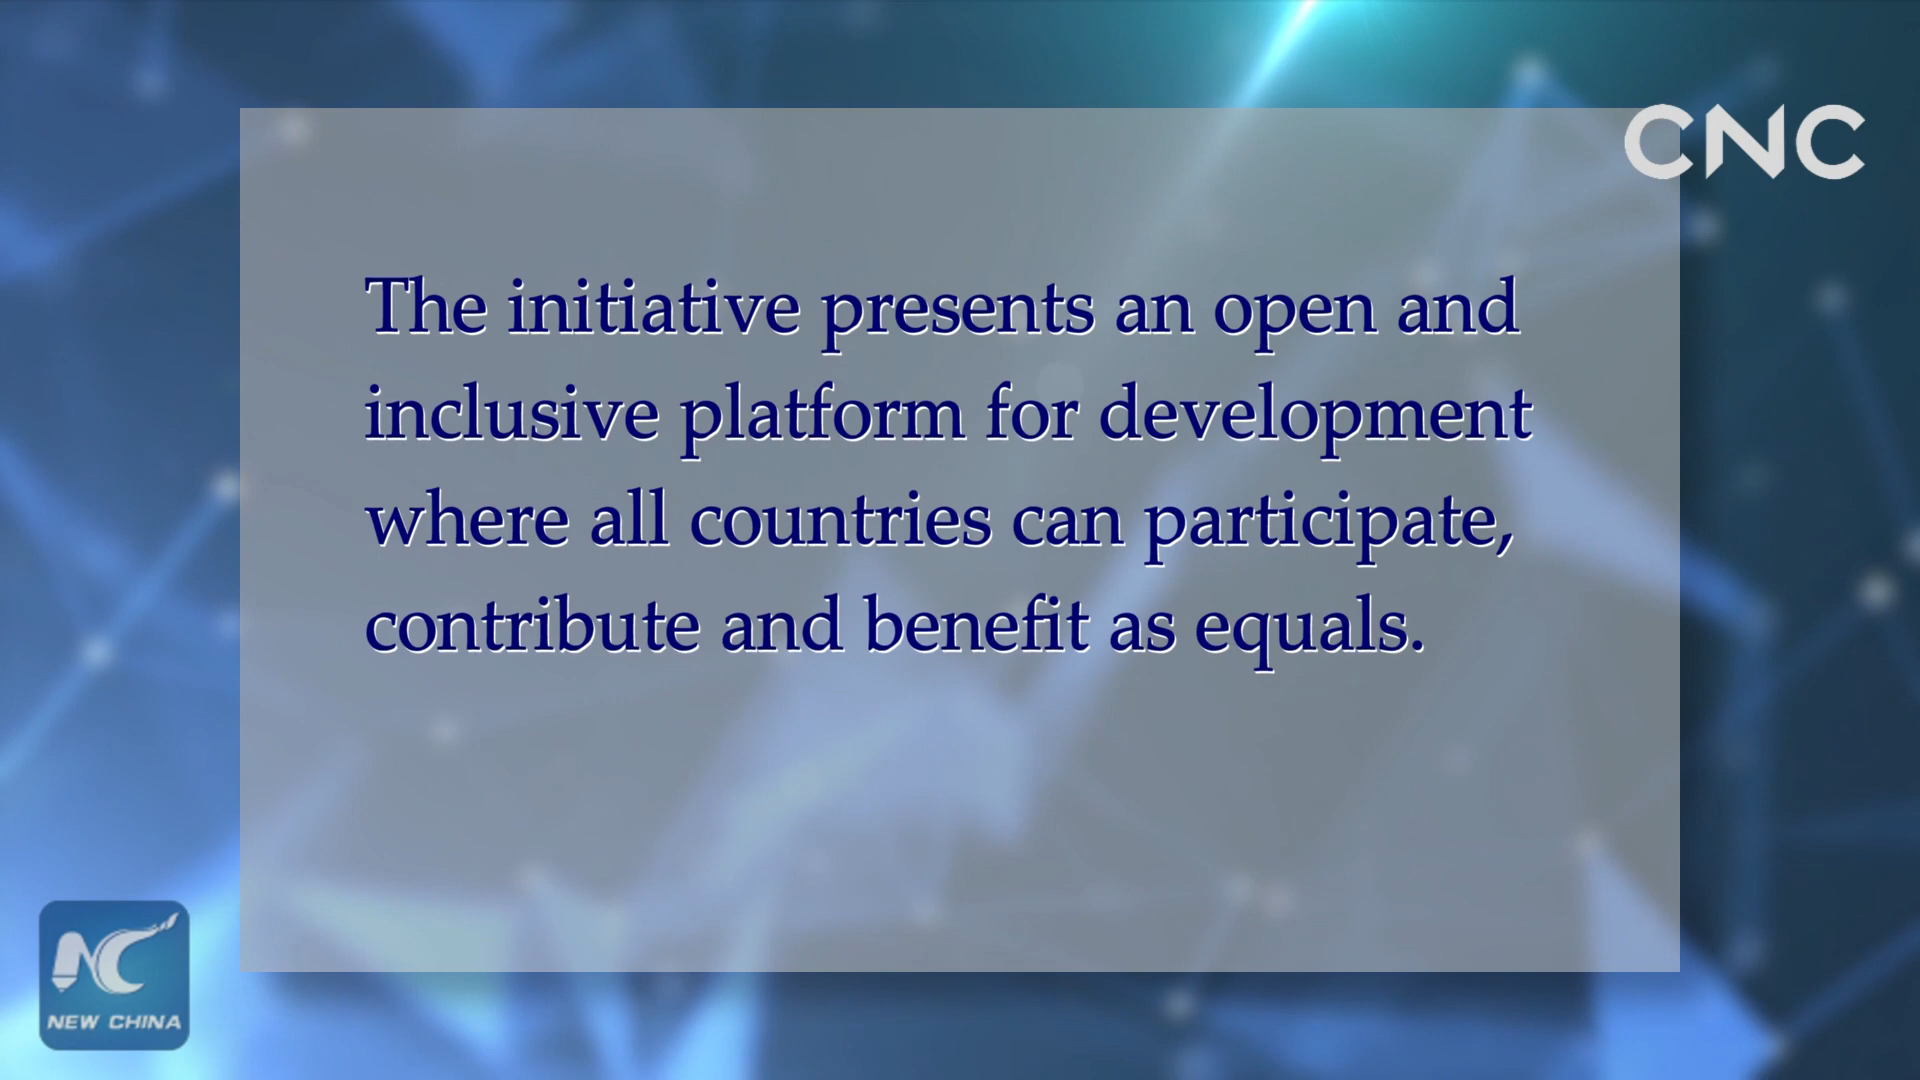 CNC
The initiative presents an open and
inclusive platform for development
where all countries can participate,
contribute and benefit as equals.
NC
NEW CHINA